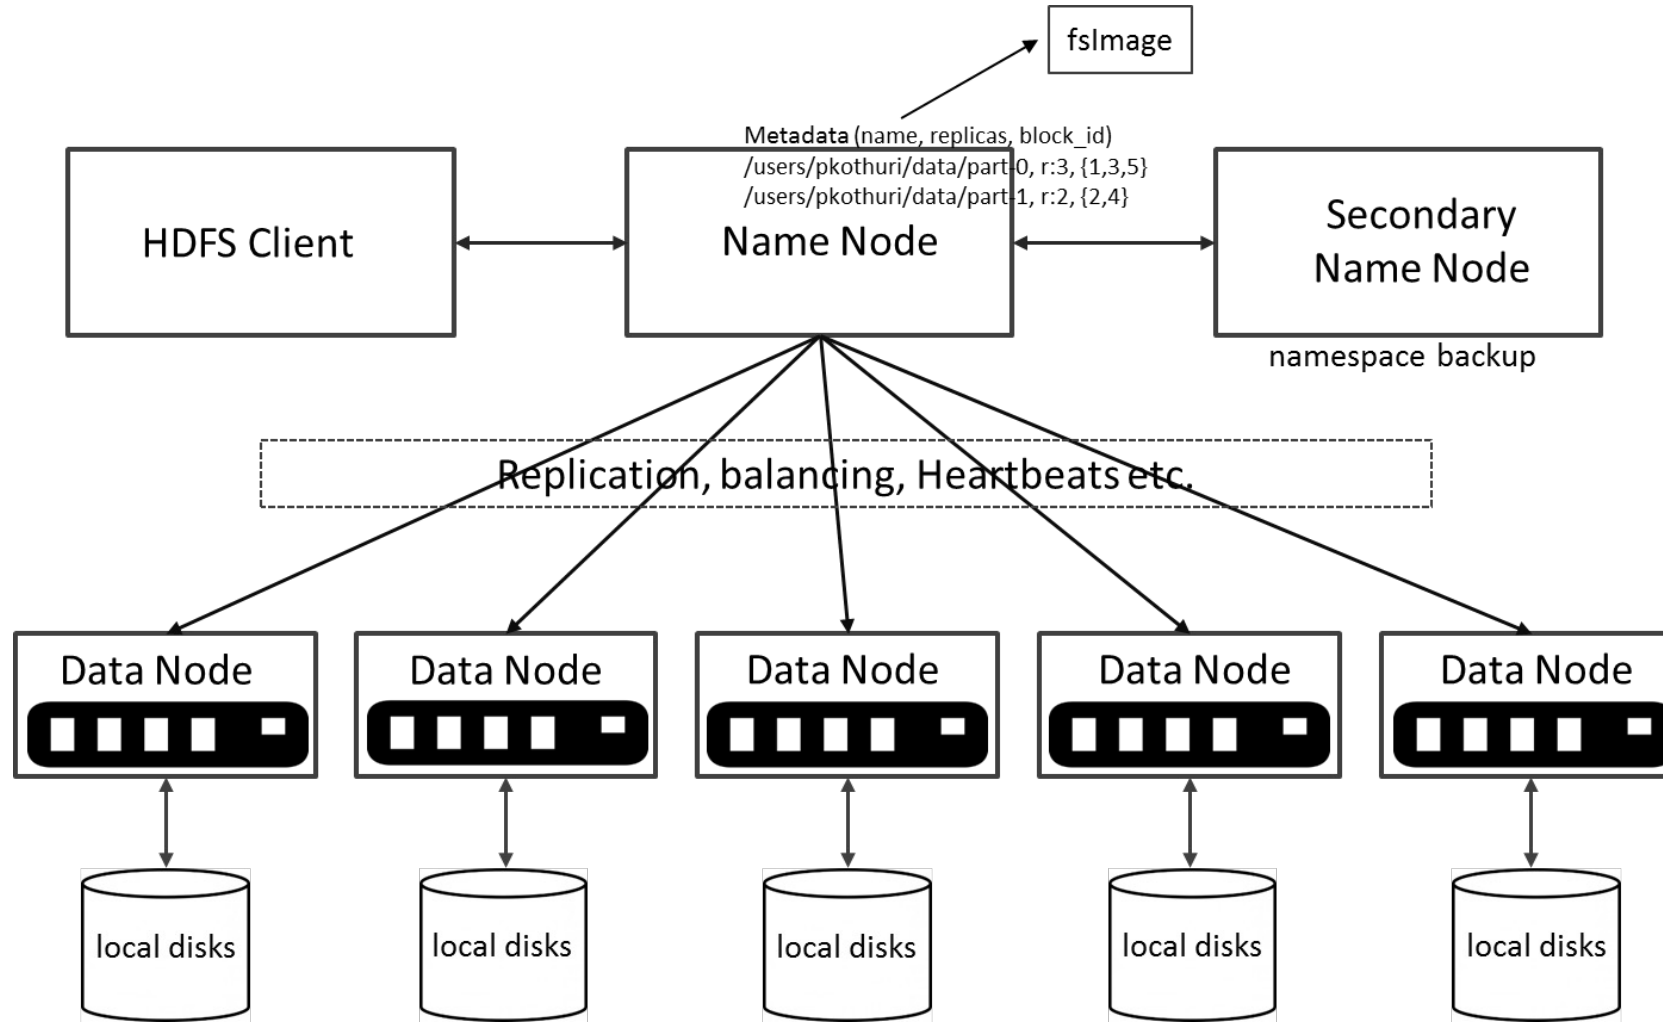 fsImage
Metadata (name, replicas, block_id)
/users/pkothuri/data/part-0, r:3, {1,3,5}
/users/pkothuri/data/part-1, r:2, {2,4}
HDFS Client
Name Node
Secondary
Name Node
namespace backup
Replication, balancing, Heartbeats etc.
Data Node
Data Node
Data Node
Data Node
Data Node
local disks
local disks
local disks
local disks
local disks